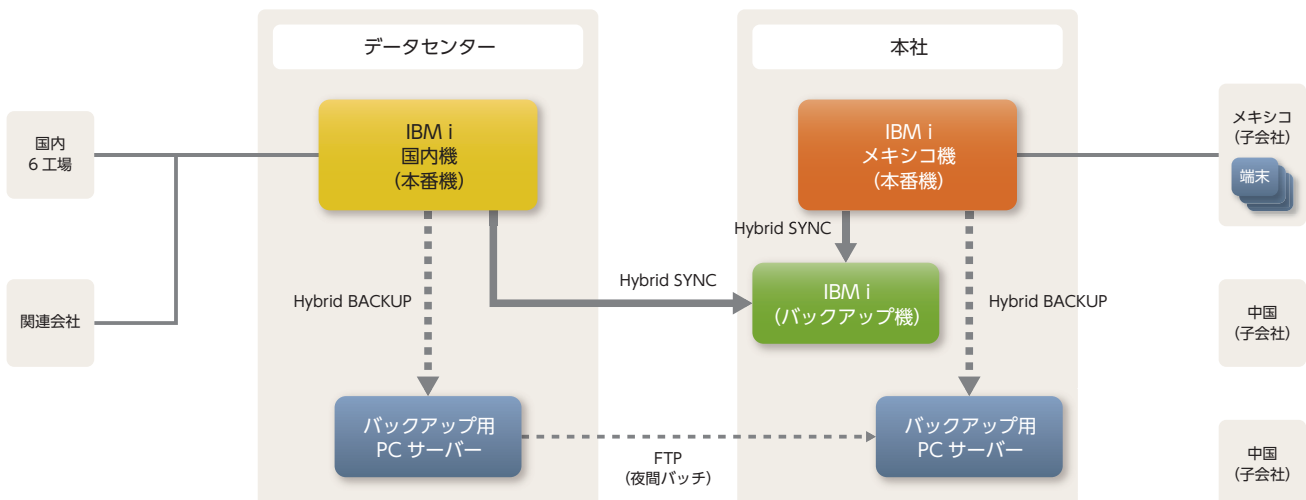 データセンター
本社
国内
6 工場
関連会社
IBM i
国内機
(本番機)
IBM i
メキシコ機
(本番機)
メキシコ
(子会社)
端末
Hybrid SYNC
Hybrid SYNC
Hybrid BACKUP
IBM i
(バックアップ機)
Hybrid BACKUP
中国
(子会社)
バックアップ用
PC サーバー
FTP
(夜間バッチ)
バックアップ用
PC サーバー
中国
(子会社)